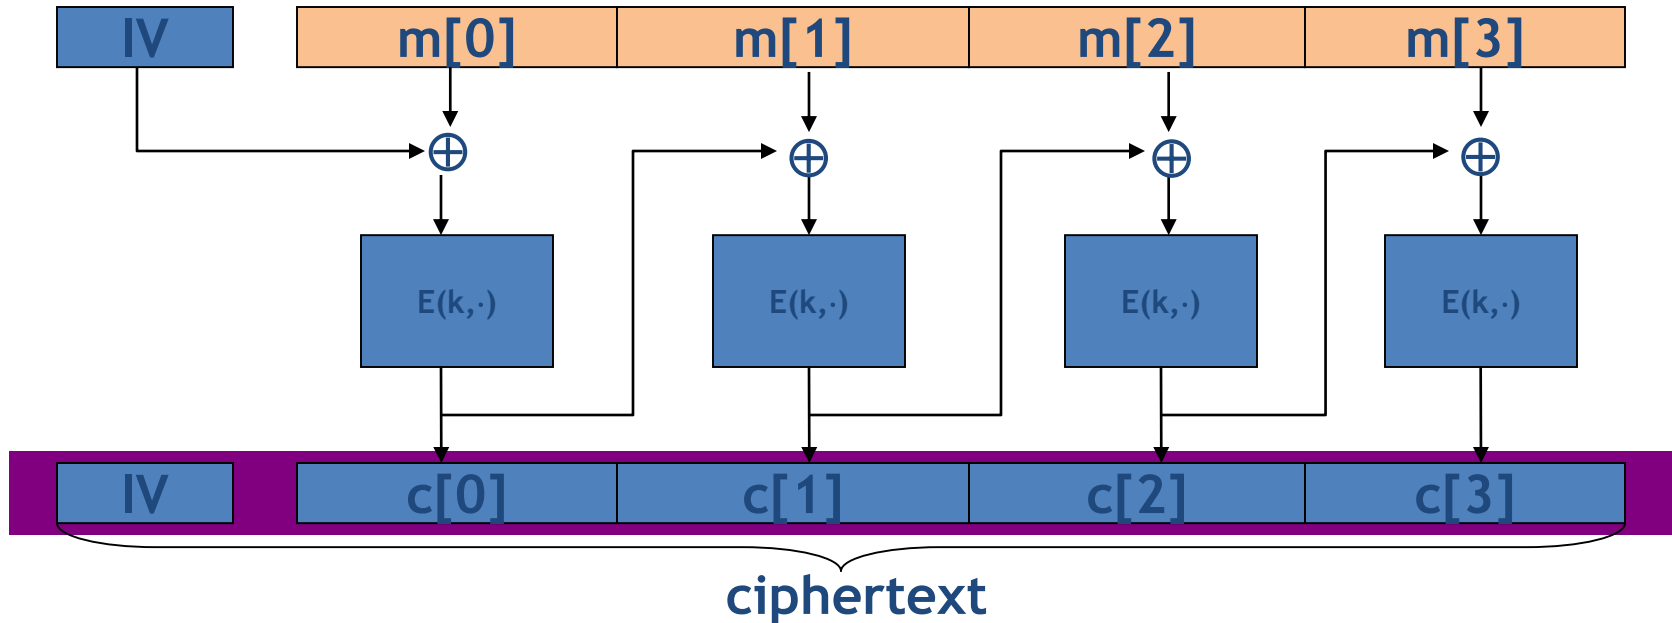 IV m[0] m[1] m[2] m[3]
⊕ ⊕ ⊕ ⊕
E(k,·) E(k,·) E(k,·) E(k,·)
IV c[0] c[1] c[2] c[3]
ciphertext